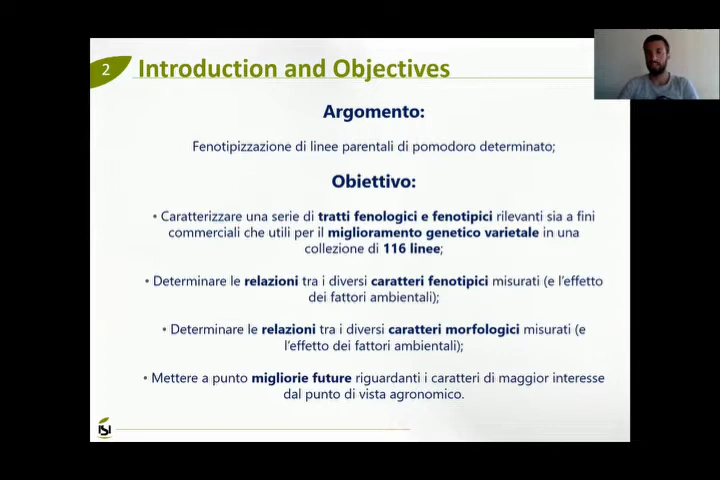 2
Introduction and Objectives
Argomento:
Fenotipizzazione di linee parentali di pomodoro determinato;
Obiettivo:
• Caratterizzare una serie di tratti fenologici e fenotipici rilevanti sia a fini
commerciali che utili per il miglioramento genetico varietale in una
collezione di 116 linee;
• Determinare le relazioni tra i diversi caratteri fenotipici misurati (e l'effetto
dei fattori ambientali);
• Determinare le relazioni tra i diversi caratteri morfologici misurati (e
l'effetto dei fattori ambientali);
• Mettere a punto migliorie future riguardanti i caratteri di maggior interesse
dal punto di vista agronomico.
ISI